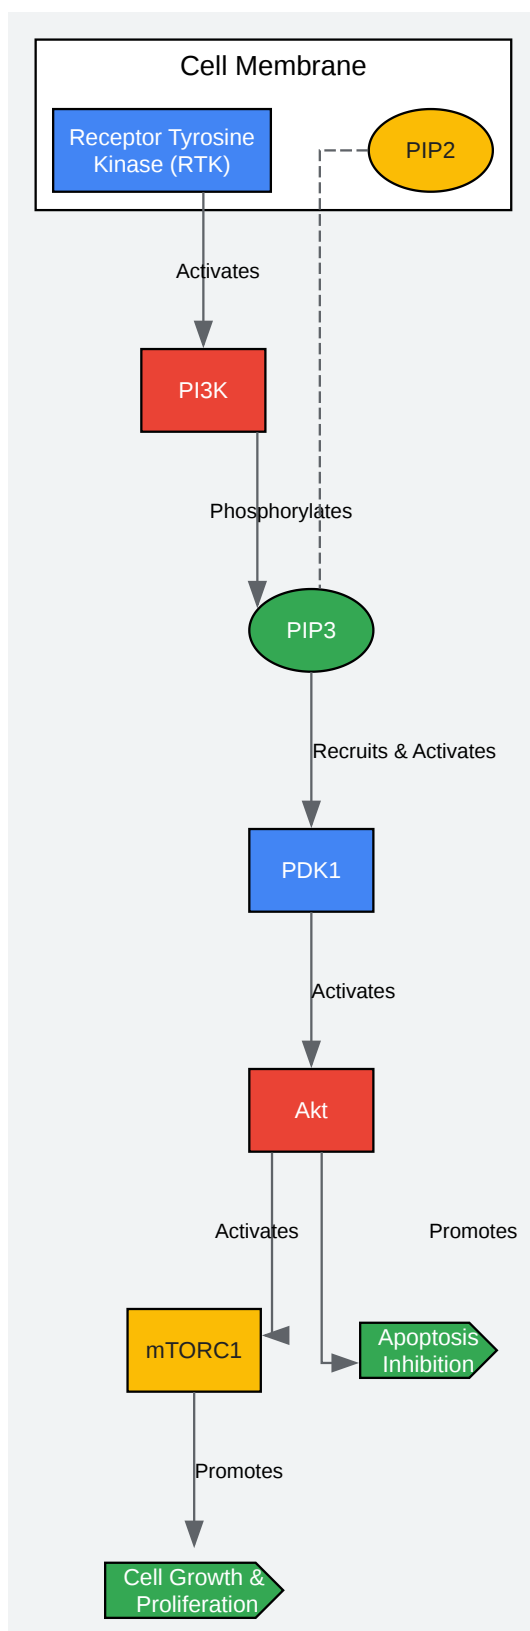 Cell Membrane
Receptor Tyrosine
Kinase (RTK)
PIP2
Activates
PI3K
Phosphorylates
PIP3
Recruits & Activates
PDK1
Activates
Akt
Activates
Promotes
mTORC1
Apoptosis
Inhibition
Promotes
Cell Growth &
Proliferation